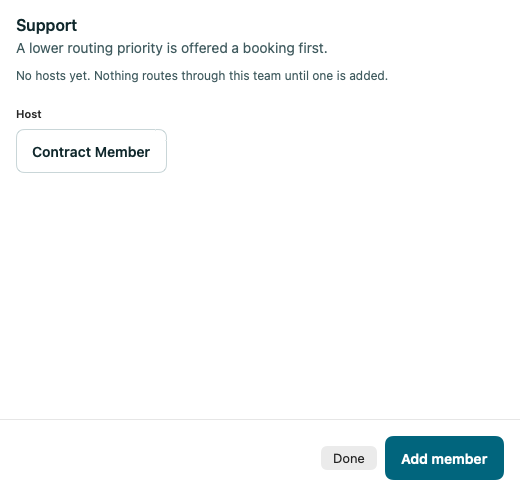 Support
A lower routing priority is offered a booking first.
No hosts yet. Nothing routes through this team until one is added.
Host
Contract Member
Done
Add member